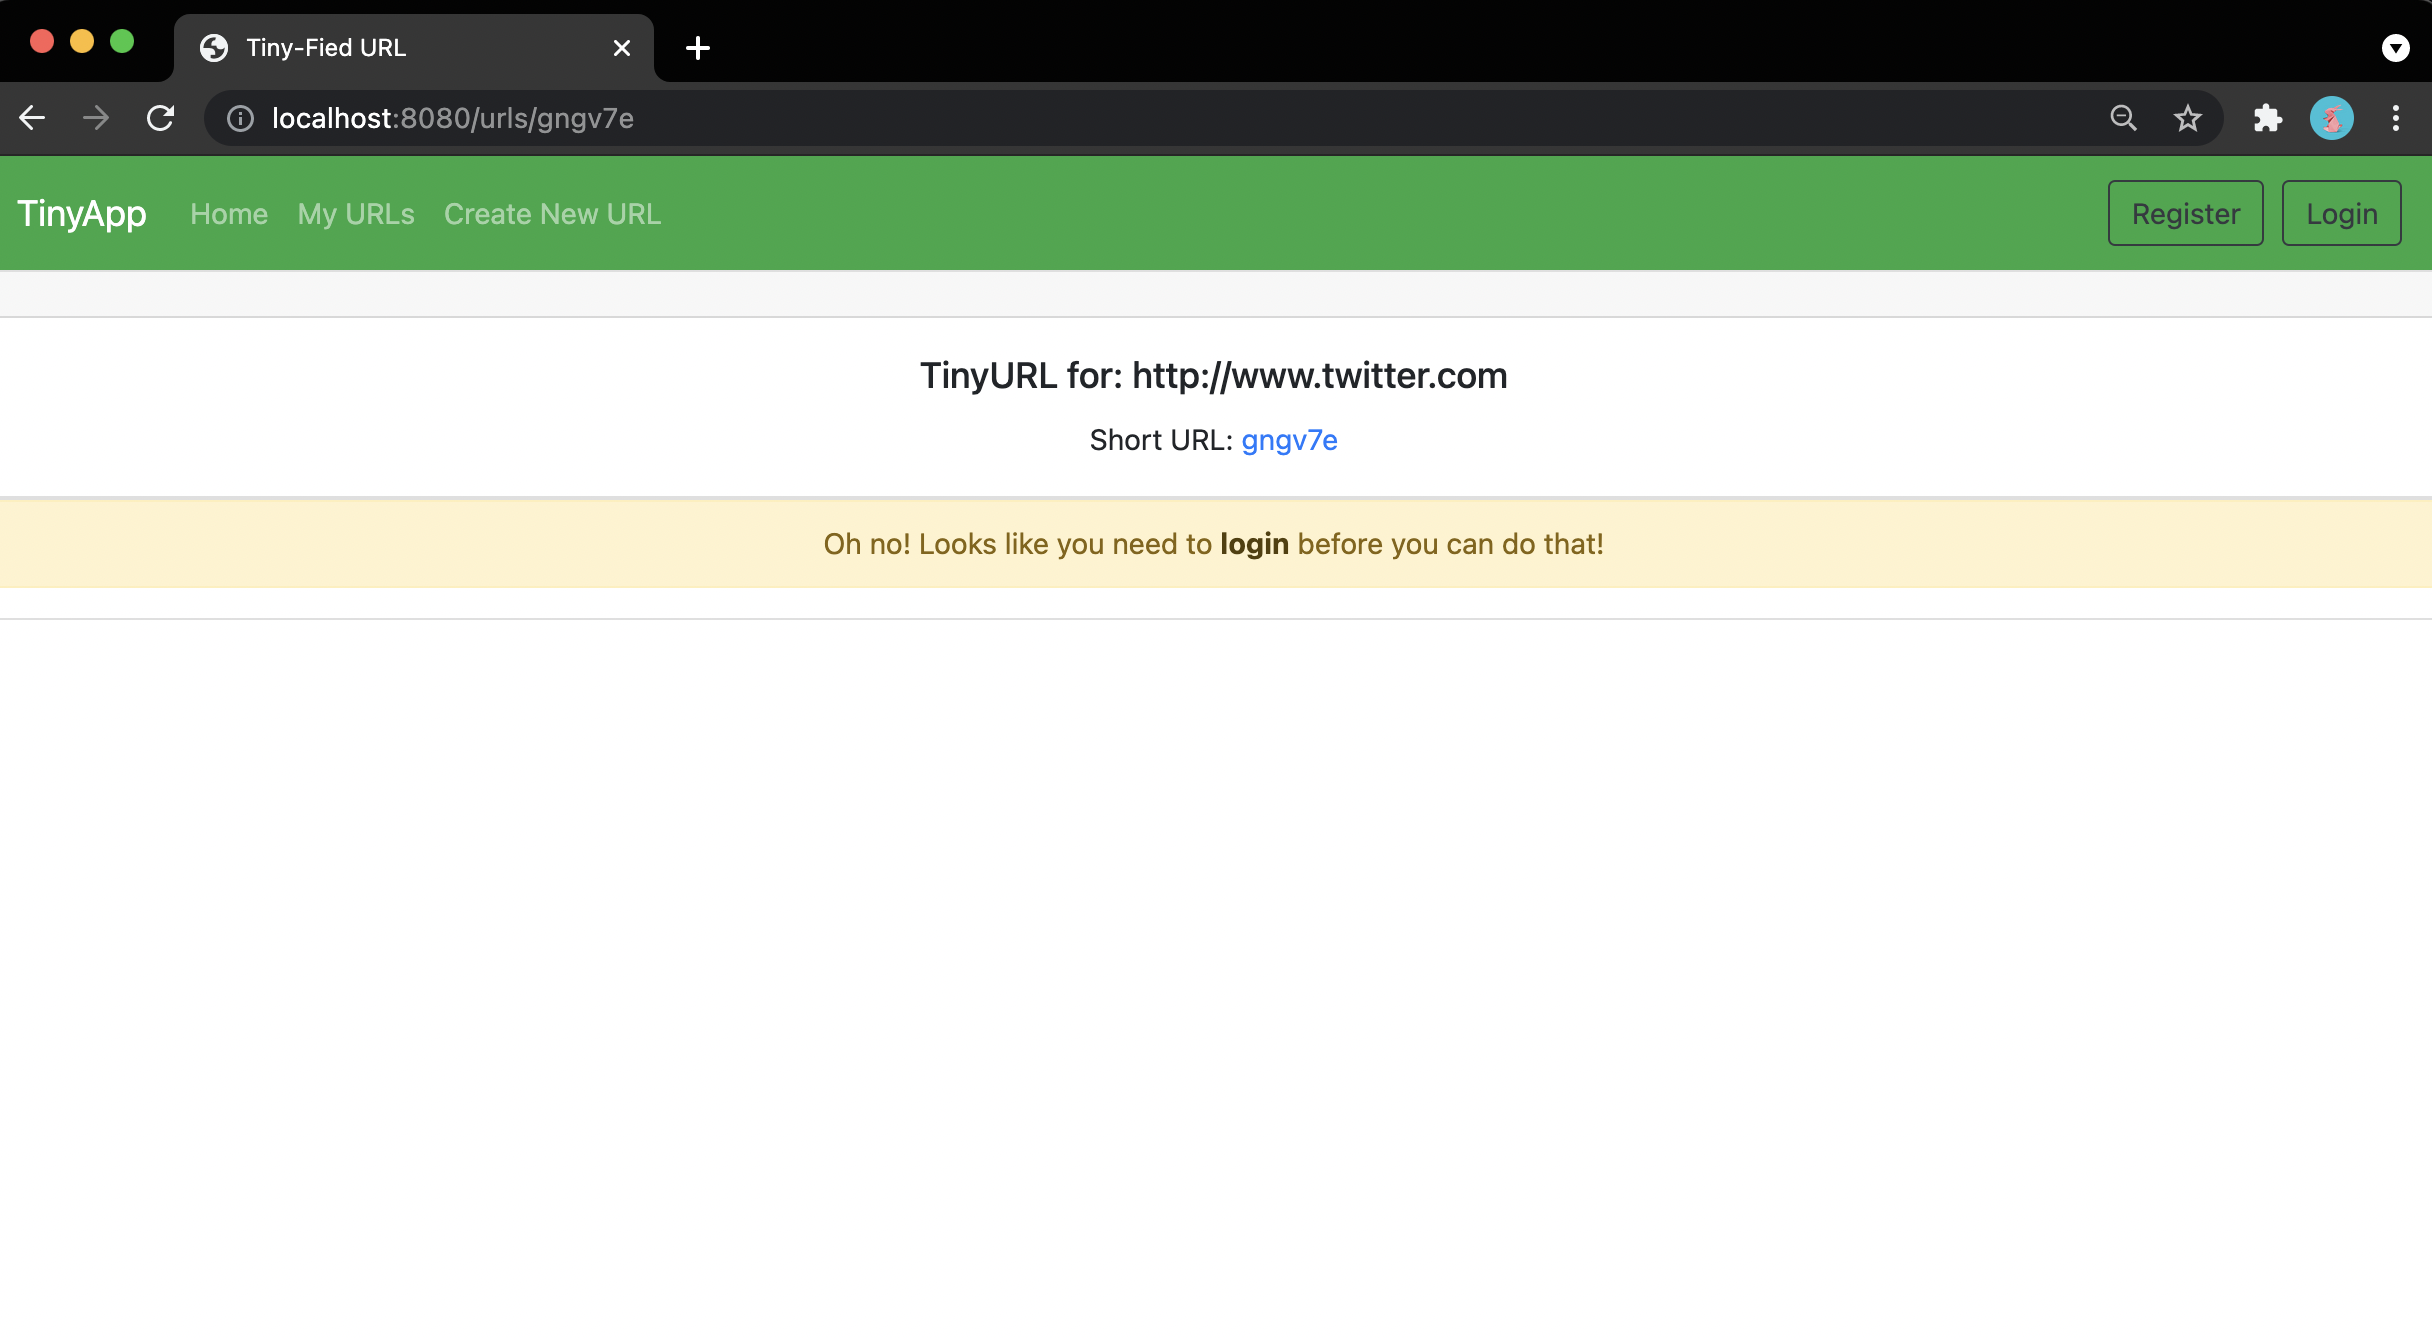 Tiny-Fied URL
localhost:8080/urls/gngv7e
TinyApp Home My URLs Create New URL Register Login
TinyURL for: http://www.twitter.com
Short URL: gngv7e
Oh no! Looks like you need to login before you can do that!